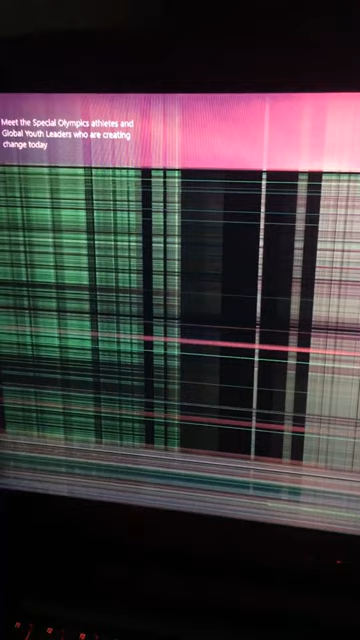 Meet the Special Olympics athletes and
Global Youth Leaders who are creating
change today